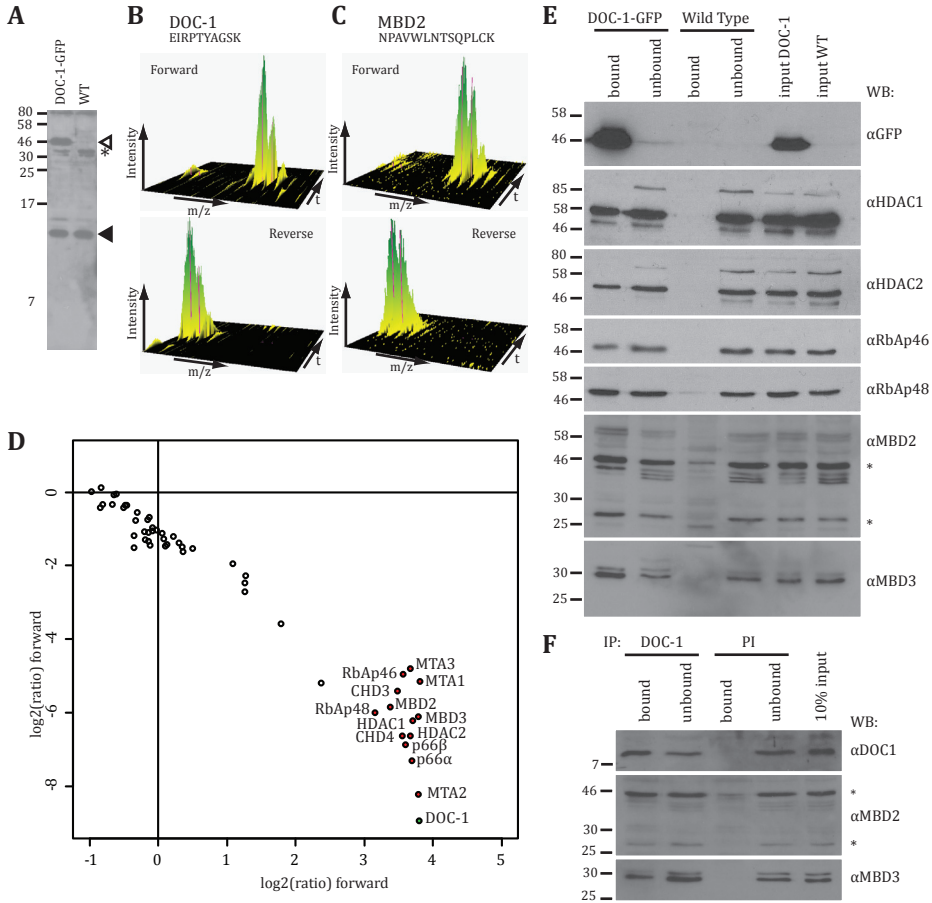 A
DOC-1-GFP
WT
80
58
46
30
25
17
7
*
B
DOC-1
EIRPTYAGSK
Forward
Intensity
m/z
t
Reverse
Intensity
m/z
t
C
MBD2
NPAVWLNTSQPLCK
Forward
Intensity
m/z
t
Reverse
Intensity
m/z
t
D
log2(ratio) forward
0
-2
-4
-6
-8
-1
0
1
2
3
4
5
log2(ratio) forward
MTA3
RbAp46
MTA1
CHD3
MBD2
RbAp48
MBD3
HDAC1
HDAC2
CHD4
p66β
p66α
MTA2
DOC-1
E
DOC-1-GFP
Wild Type
bound
unbound
bound
unbound
input DOC-1
input WT
WB:
58
46
αGFP
85
58
46
αHDAC1
80
58
46
αHDAC2
46
αRbAp46
58
46
αRbAp48
58
46
30
25
αMBD2
*
*
30
25
αMBD3
F
IP:
DOC-1
PI
bound
unbound
bound
unbound
10% input
WB:
7
αDOC1
46
30
25
*
αMBD2
*
30
25
αMBD3